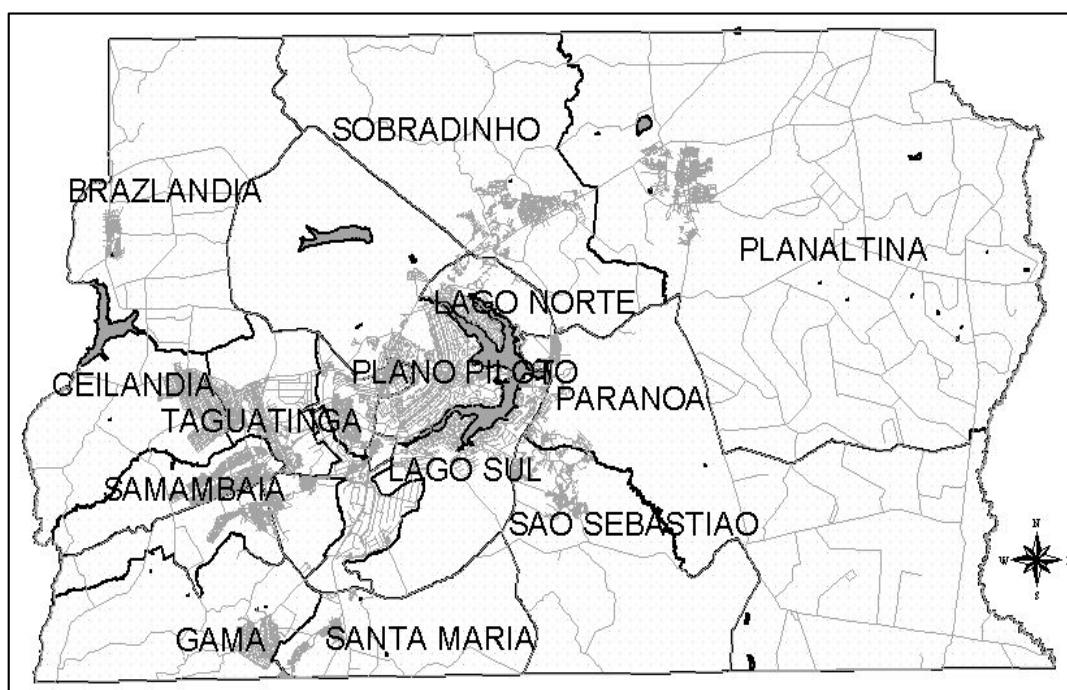 SOBRADINHO
BRAZLANDIA
PLANALTINA
LAGO NORTE
PLANO PILOTO
CEILANDIA
PARANOA
TAGUATINGA
LAGO SUL
SAMAMBAIA
SAO SEBASTIAO
N
W
S
GAMA
SANTA MARIA